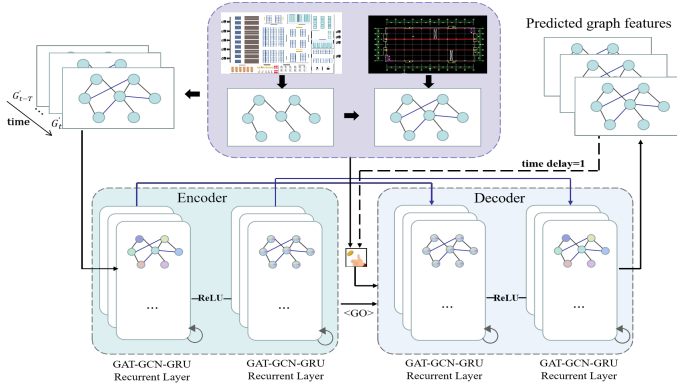 Predicted graph features
G'_{t-T}
...
G'_t
time
time delay=1
Encoder
Decoder
...
ReLU
...
<GO>
...
ReLU
...
GAT-GCN-GRU
Recurrent Layer
GAT-GCN-GRU
Recurrent Layer
GAT-GCN-GRU
Recurrent Layer
GAT-GCN-GRU
Recurrent Layer